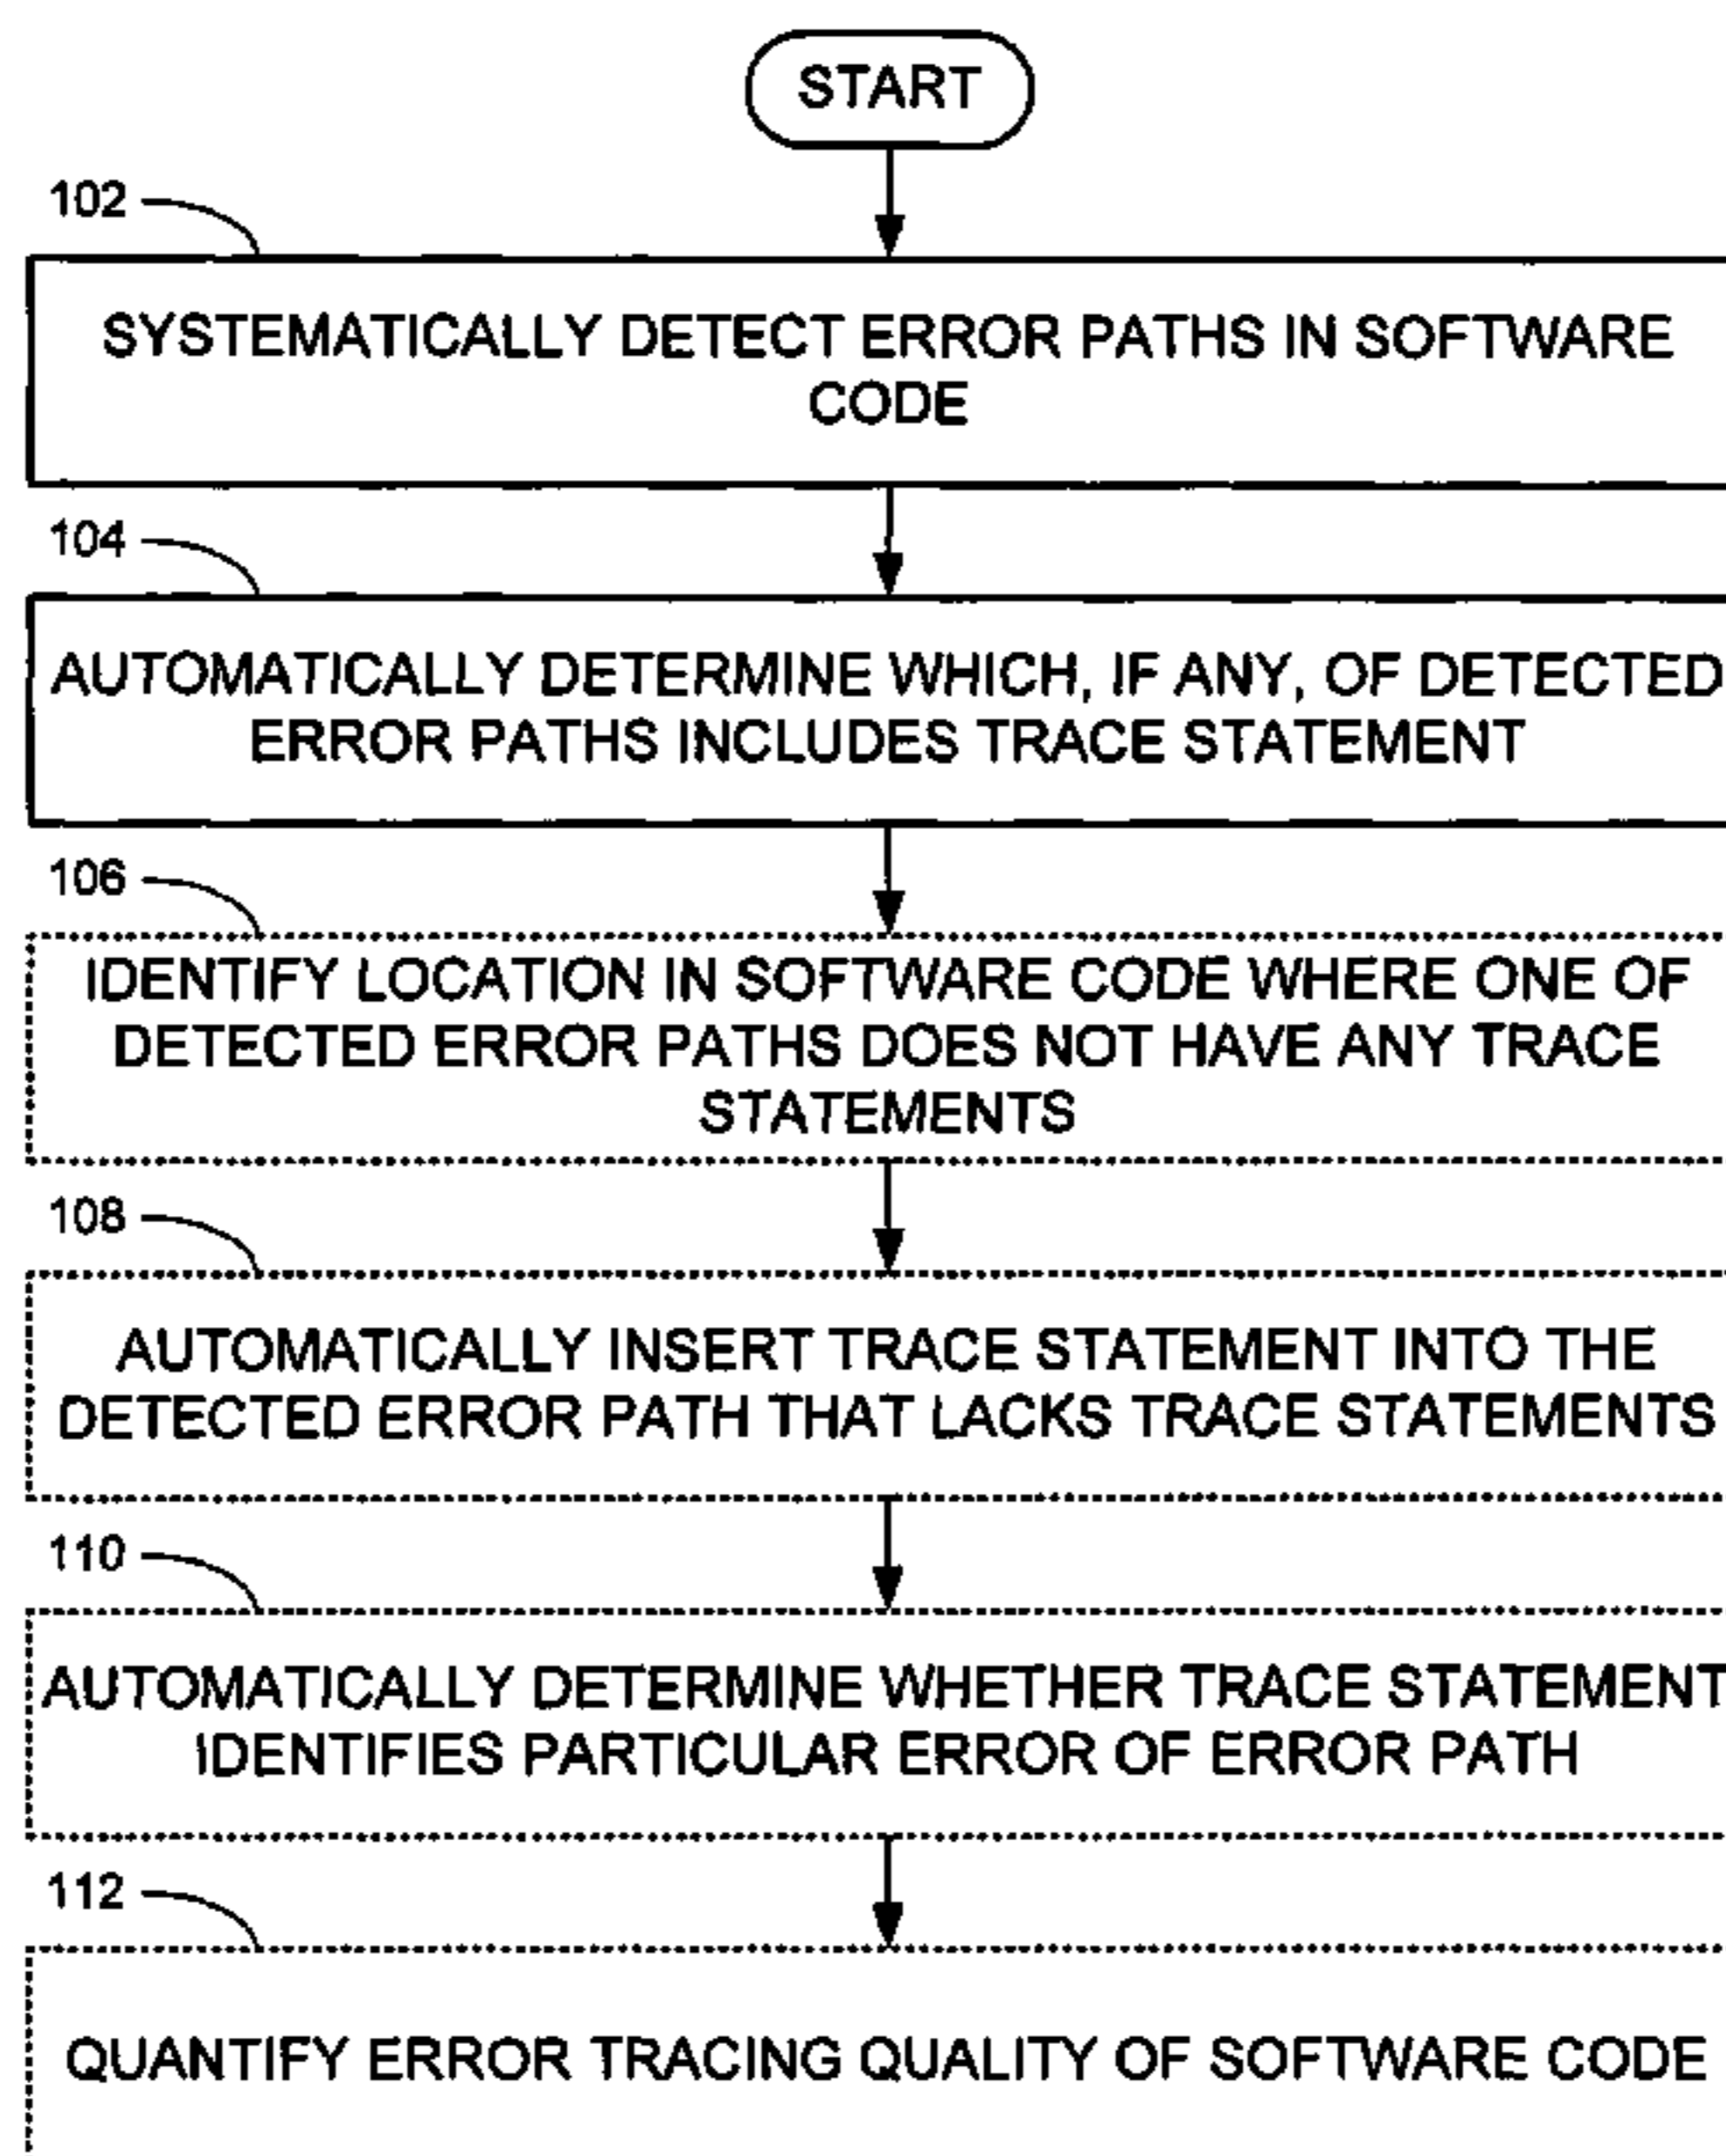 START
102
SYSTEMATICALLY DETECT ERROR PATHS IN SOFTWARE
CODE
104
AUTOMATICALLY DETERMINE WHICH, IF ANY, OF DETECTED
ERROR PATHS INCLUDES TRACE STATEMENT
106
IDENTIFY LOCATION IN SOFTWARE CODE WHERE ONE OF
DETECTED ERROR PATHS DOES NOT HAVE ANY TRACE
STATEMENTS
108
AUTOMATICALLY INSERT TRACE STATEMENT INTO THE
DETECTED ERROR PATH THAT LACKS TRACE STATEMENTS
110
AUTOMATICALLY DETERMINE WHETHER TRACE STATEMENT
IDENTIFIES PARTICULAR ERROR OF ERROR PATH
112
QUANTIFY ERROR TRACING QUALITY OF SOFTWARE CODE